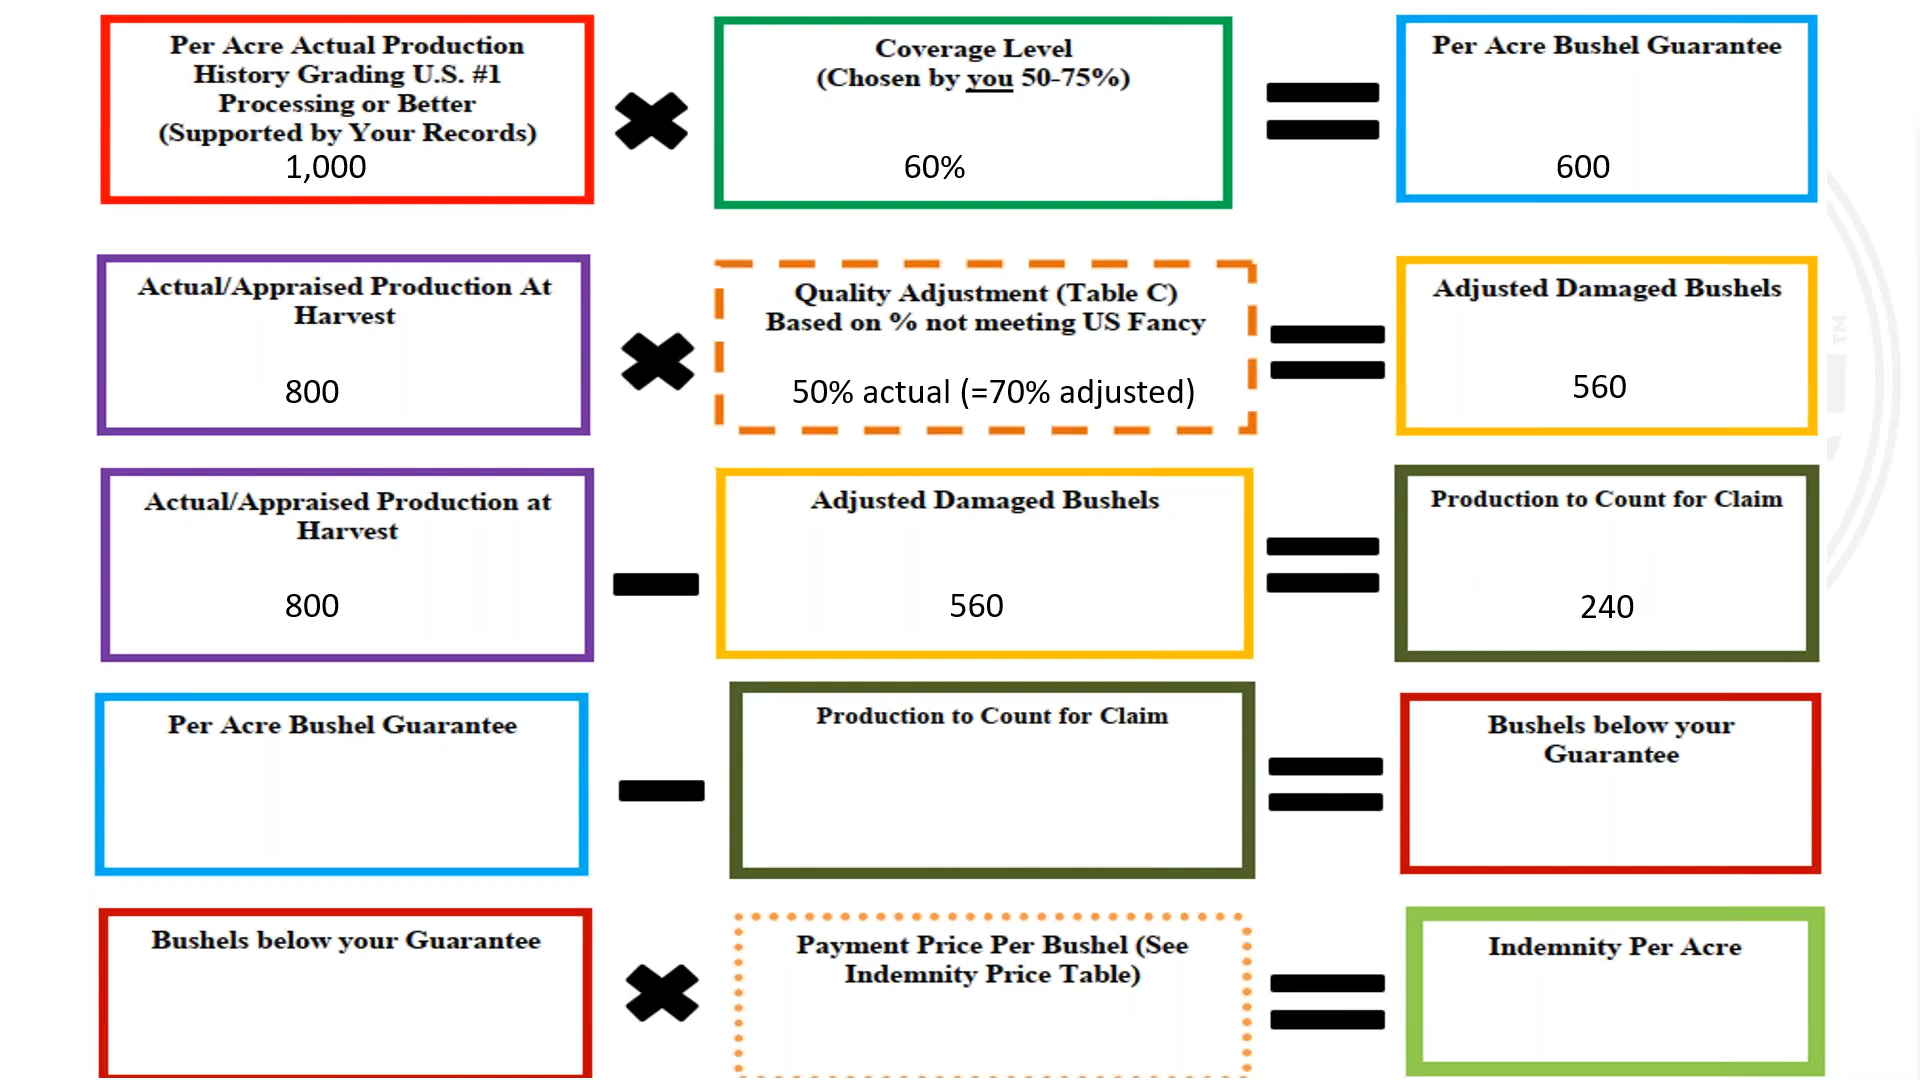 Per Acre Actual Production
History Grading U.S. #1
Processing or Better
(Supported by Your Records)
1,000
Coverage Level
(Chosen by you 50-75%)
60%
Per Acre Bushel Guarantee
600
Actual/Appraised Production At
Harvest
800
Quality Adjustment (Table C)
Based on % not meeting US Fancy
50% actual (=70% adjusted)
Adjusted Damaged Bushels
560
Actual/Appraised Production at
Harvest
800
Adjusted Damaged Bushels
560
Production to Count for Claim
240
Per Acre Bushel Guarantee
Production to Count for Claim
Bushels below your
Guarantee
Bushels below your Guarantee
Payment Price Per Bushel (See
Indemnity Price Table)
Indemnity Per Acre
TM